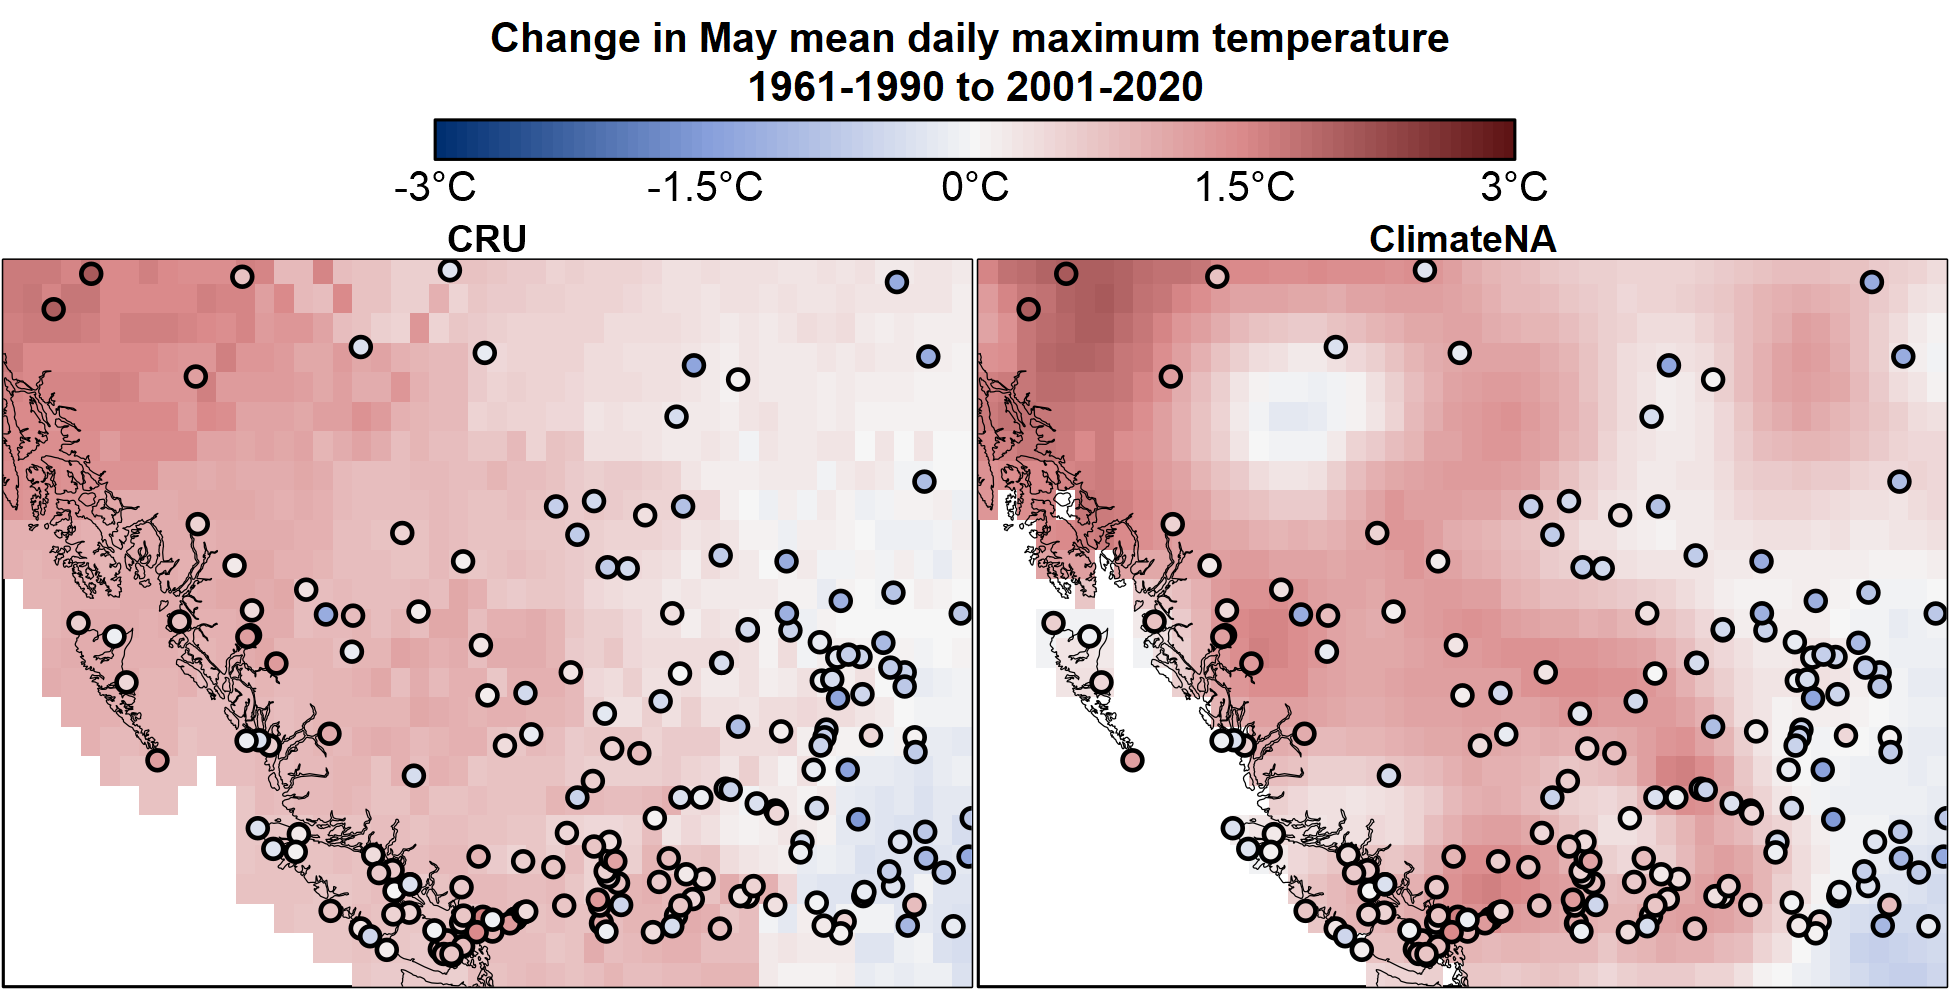 Change in May mean daily maximum temperature
1961-1990 to 2001-2020
-3°C -1.5°C 0°C 1.5°C 3°C
CRU ClimateNA